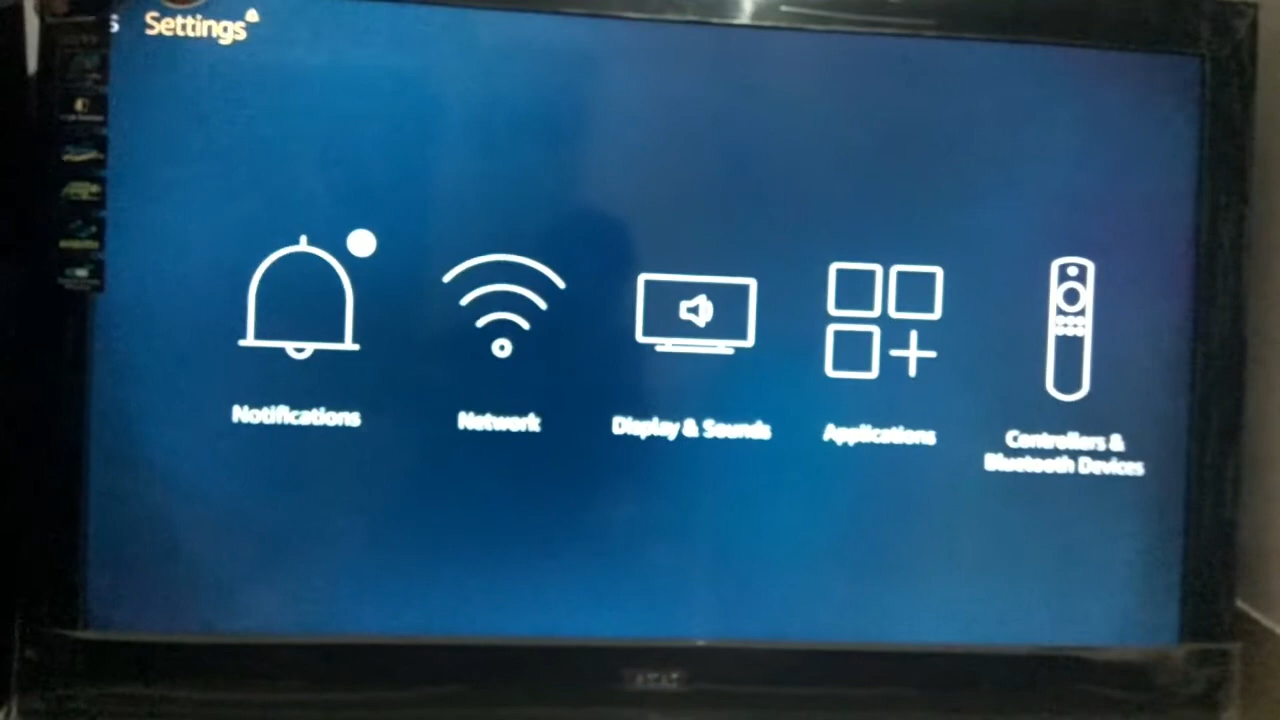 Settings
Notifications
Network
Display & Sounds
Applications
Controllers &
Bluetooth Devices